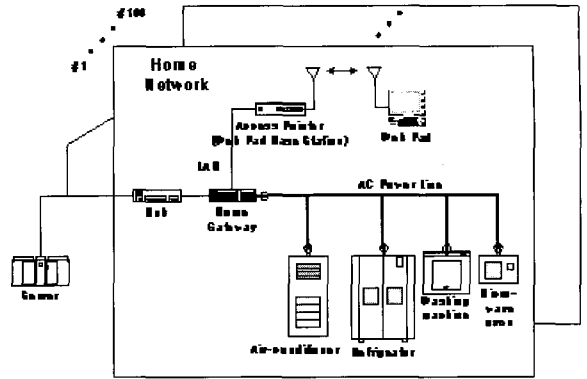 #100
#1
Home
Network
Access Pointer
(Web Pad Base Station)
Web Pad
LAN
AC Power Line
Hub
Home
Gateway
Server
Air-conditioner
Refrigerator
Washing
machine
Micro-
wave
oven